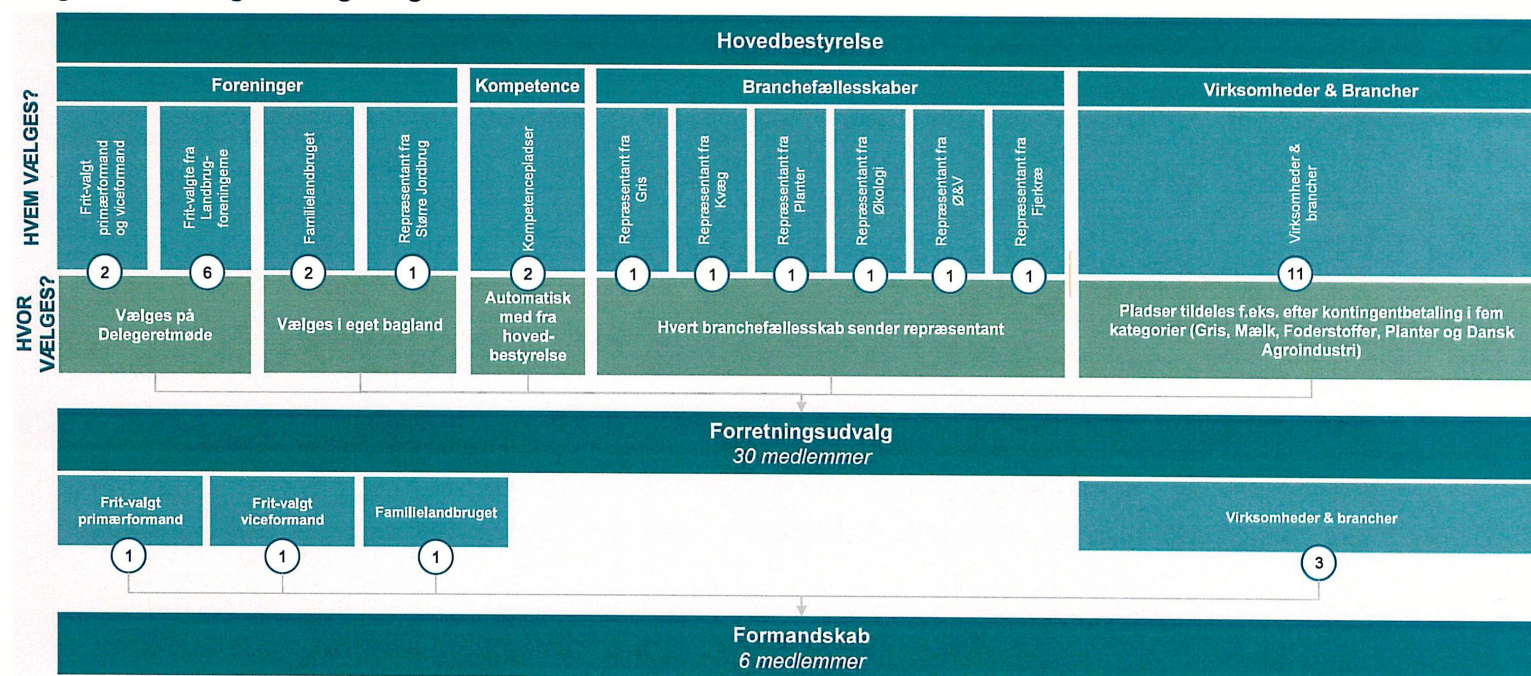 Hovedbestyrelse
Foreninger
Kompetence
Branchefællesskaber
Virksomheder & Brancher
HVEM VÆLGES?
Frit-valgt
primærformand
og viceformand
Frit-valgte fra
Landbrug-
foreningerne
Familielandbruget
Repræsentant fra
Større Jordbrug
Kompetencepladser
Repræsentant fra
Gris
Repræsentant fra
Kvæg
Repræsentant fra
Planter
Repræsentant fra
Økologi
Repræsentant fra
Ø&V
Repræsentant fra
Fjerkræ
Virksomheder &
brancher
2
6
2
1
2
1
1
1
1
1
1
11
HVOR
VÆLGES?
Vælges på
Delegeretmøde
Vælges i eget bagland
Automatisk
med fra
hoved-
bestyrelse
Hvert branchefællesskab sender repræsentant
Pladser tildeles f.eks. efter kontingentbetaling i fem
kategorier (Gris, Mælk, Foderstoffer, Planter og Dansk
Agroindustri)
Forretningsudvalg
30 medlemmer
Frit-valgt
primærformand
Frit-valgt
viceformand
Familielandbruget
Virksomheder & brancher
1
1
1
3
Formandskab
6 medlemmer